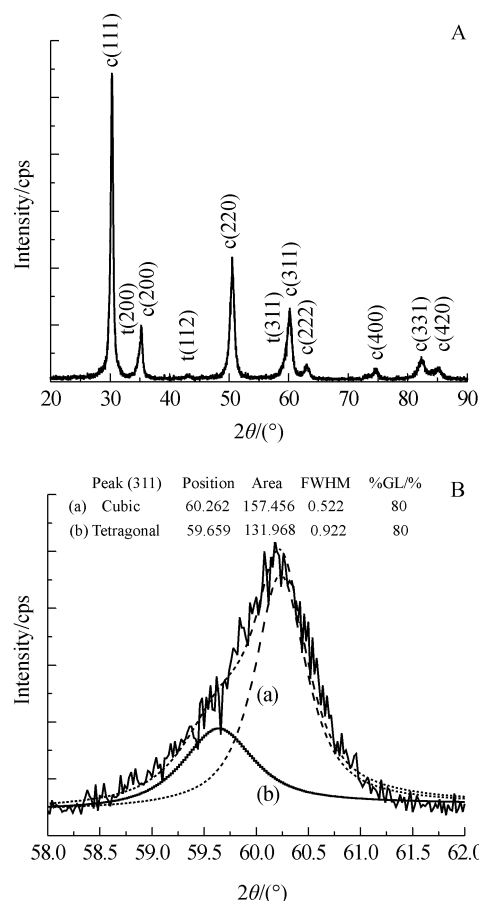 A
c(111)
t(200)
c(200)
t(112)
c(220)
t(311)
c(311)
c(222)
c(400)
c(331)
c(420)
Intensity/cps
20 30 40 50 60 70 80 90
2θ/(°)
B
Peak (311) Position Area FWHM %GL/%
(a) Cubic 60.262 157.456 0.522 80
(b) Tetragonal 59.659 131.968 0.922 80
Intensity/cps
(a)
(b)
58.0 58.5 59.0 59.5 60.0 60.5 61.0 61.5 62.0
2θ/(°)